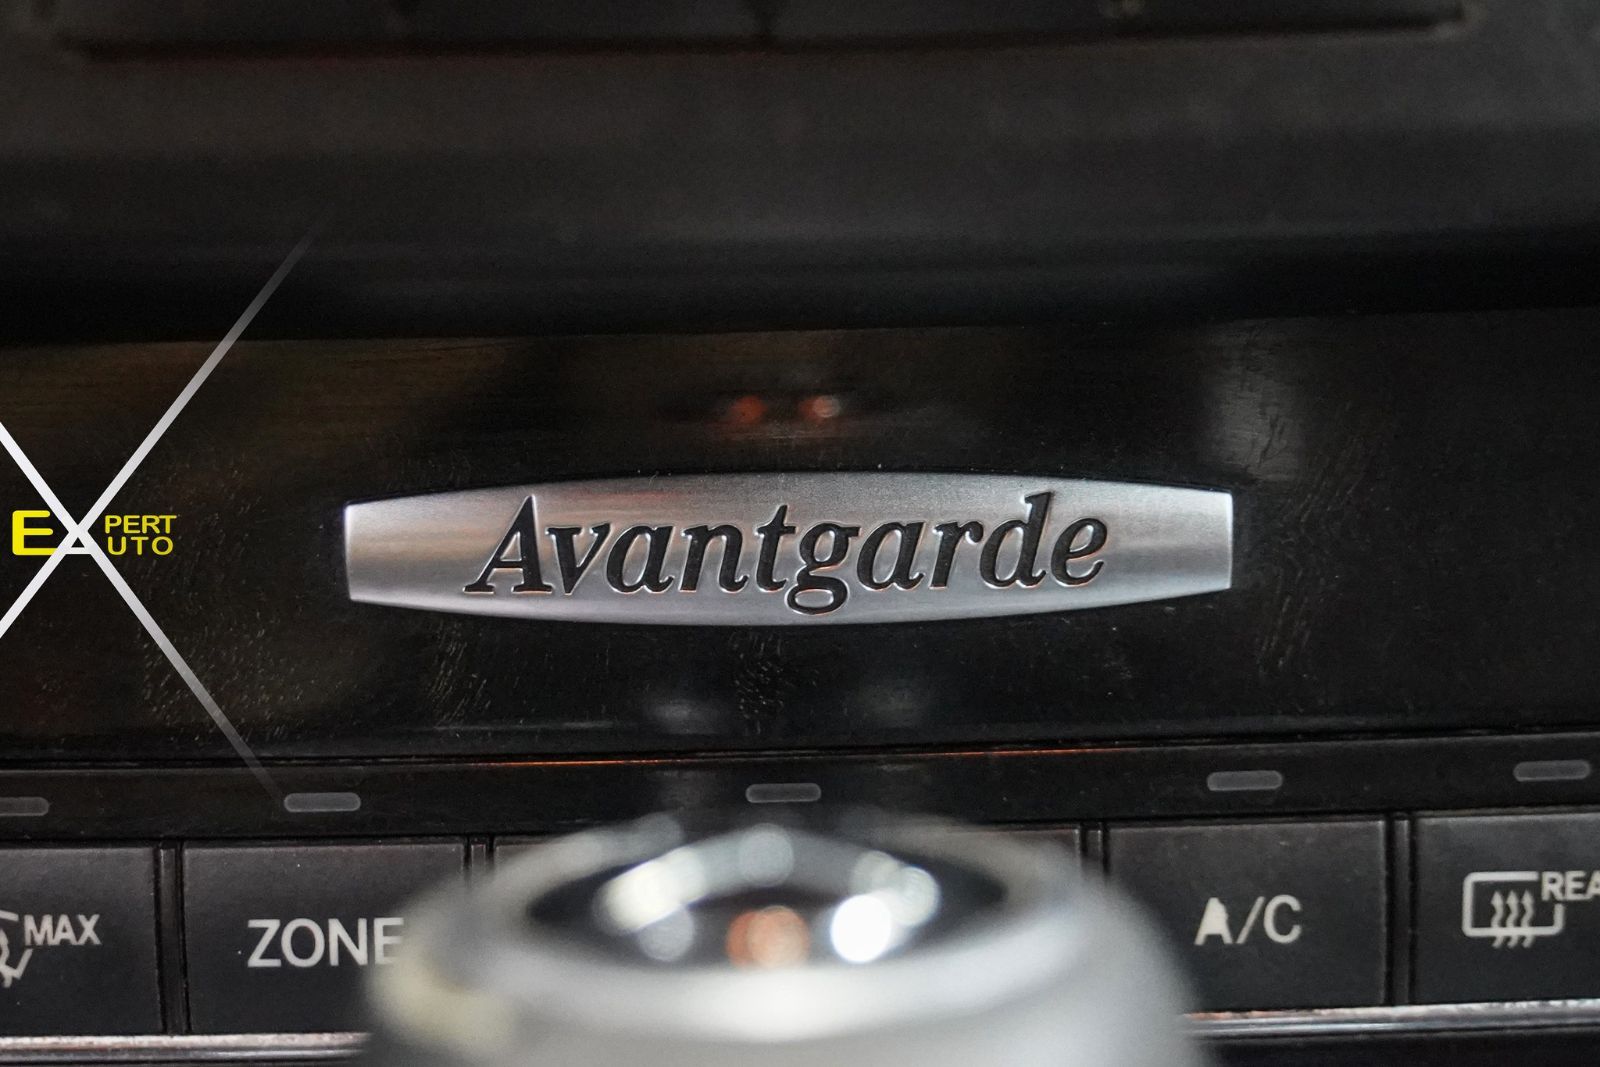 Avantgarde
EXPERT
AUTO
MAX
ZONE
A/C
REA